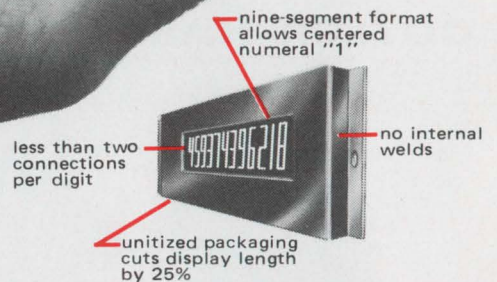 nine-segment format
allows centered
numeral "1"
less than two
connections
per digit
459374396218
no internal
welds
unitized packaging
cuts display length
by 25%